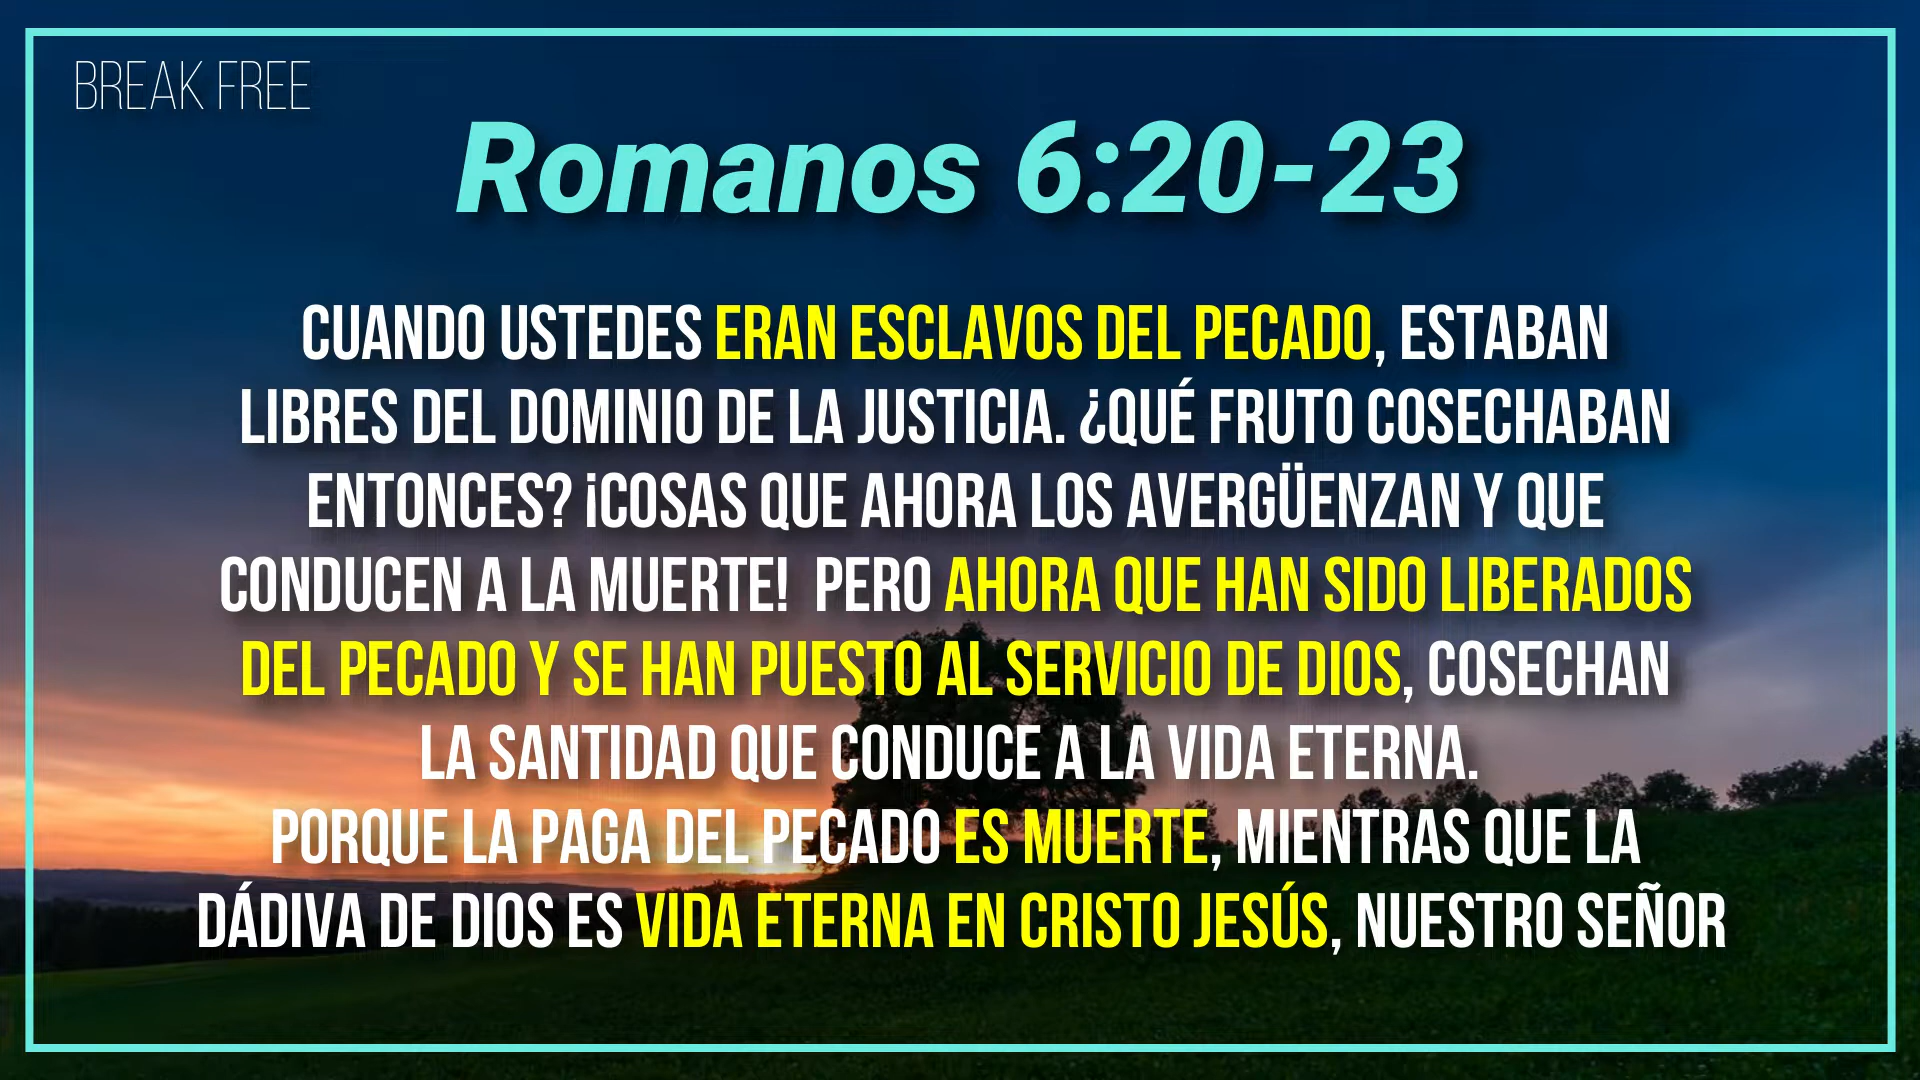 BREAK FREE
Romanos 6:20-23
CUANDO USTEDES ERAN ESCLAVOS DEL PECADO, ESTABAN
LIBRES DEL DOMINIO DE LA JUSTICIA. ¿QUÉ FRUTO COSECHABAN
ENTONCES? ¡COSAS QUE AHORA LOS AVERGÜENZAN Y QUE
CONDUCEN A LA MUERTE!  PERO AHORA QUE HAN SIDO LIBERADOS
DEL PECADO Y SE HAN PUESTO AL SERVICIO DE DIOS, COSECHAN
LA SANTIDAD QUE CONDUCE A LA VIDA ETERNA.
PORQUE LA PAGA DEL PECADO ES MUERTE, MIENTRAS QUE LA
DÁDIVA DE DIOS ES VIDA ETERNA EN CRISTO JESÚS, NUESTRO SEÑOR